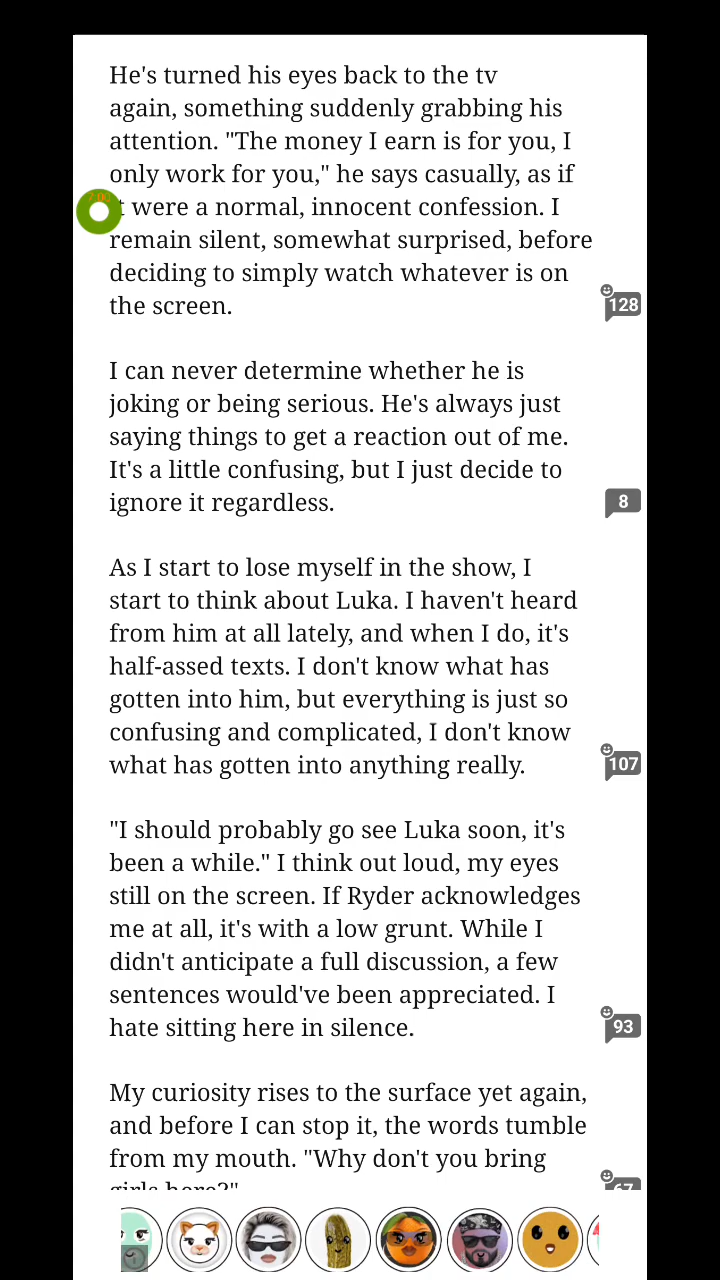 He's turned his eyes back to the tv
again, something suddenly grabbing his
attention. "The money I earn is for you, I
only work for you," he says casually, as if
it were a normal, innocent confession. I
remain silent, somewhat surprised, before
deciding to simply watch whatever is on
the screen.
128
I can never determine whether he is
joking or being serious. He's always just
saying things to get a reaction out of me.
It's a little confusing, but I just decide to
ignore it regardless.
8
As I start to lose myself in the show, I
start to think about Luka. I haven't heard
from him at all lately, and when I do, it's
half-assed texts. I don't know what has
gotten into him, but everything is just so
confusing and complicated, I don't know
what has gotten into anything really.
107
"I should probably go see Luka soon, it's
been a while." I think out loud, my eyes
still on the screen. If Ryder acknowledges
me at all, it's with a low grunt. While I
didn't anticipate a full discussion, a few
sentences would've been appreciated. I
hate sitting here in silence.
93
My curiosity rises to the surface yet again,
and before I can stop it, the words tumble
from my mouth. "Why don't you bring
girls here?"
67